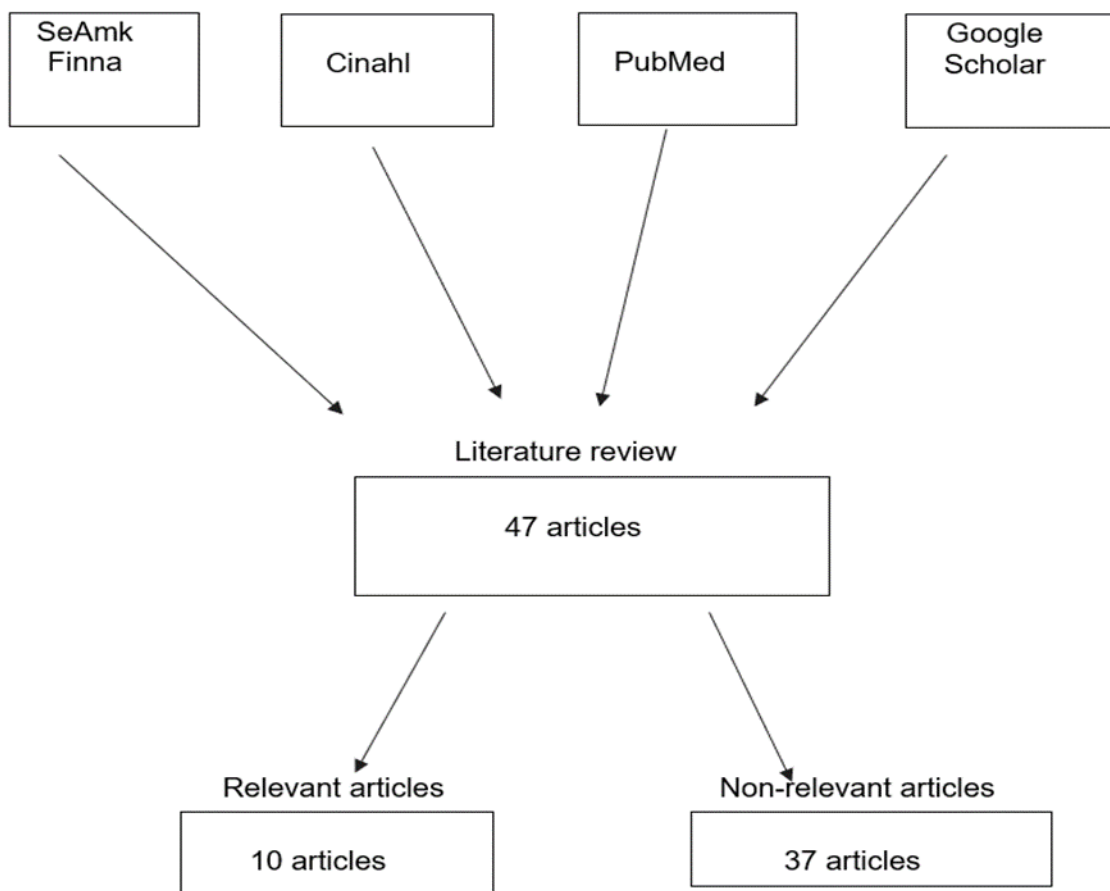 SeAmk
Finna
Cinahl
PubMed
Google
Scholar
Literature review
47 articles
Relevant articles
Non-relevant articles
10 articles
37 articles